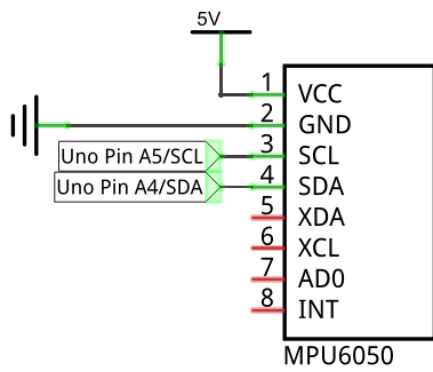 5V
1 VCC
2 GND
Uno Pin A5/SCL 3 SCL
Uno Pin A4/SDA 4 SDA
5 XDA
6 XCL
7 AD0
8 INT
MPU6050